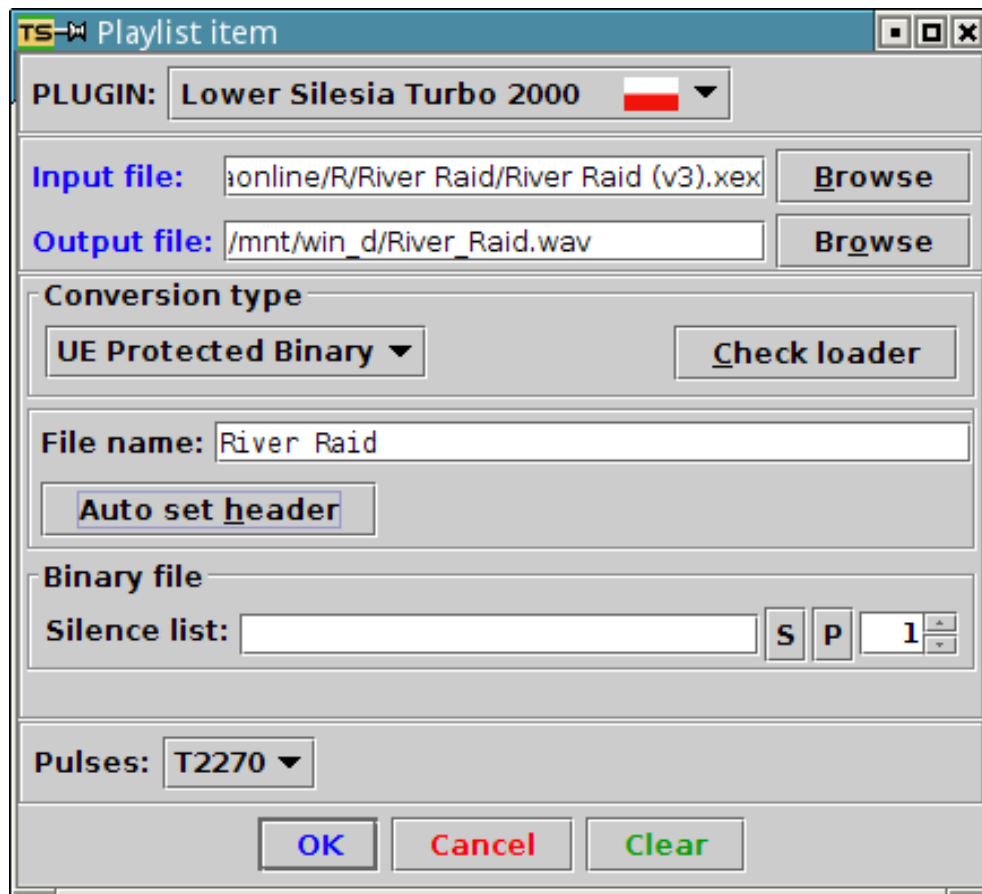 TS Playlist item
PLUGIN: Lower Silesia Turbo 2000
Input file: aonline/R/River Raid/River Raid (v3).xex Browse
Output file: /mnt/win_d/River_Raid.wav Browse
Conversion type
UE Protected Binary Check loader
File name: River Raid
Auto set header
Binary file
Silence list: S P 1
Pulses: T2270
OK Cancel Clear